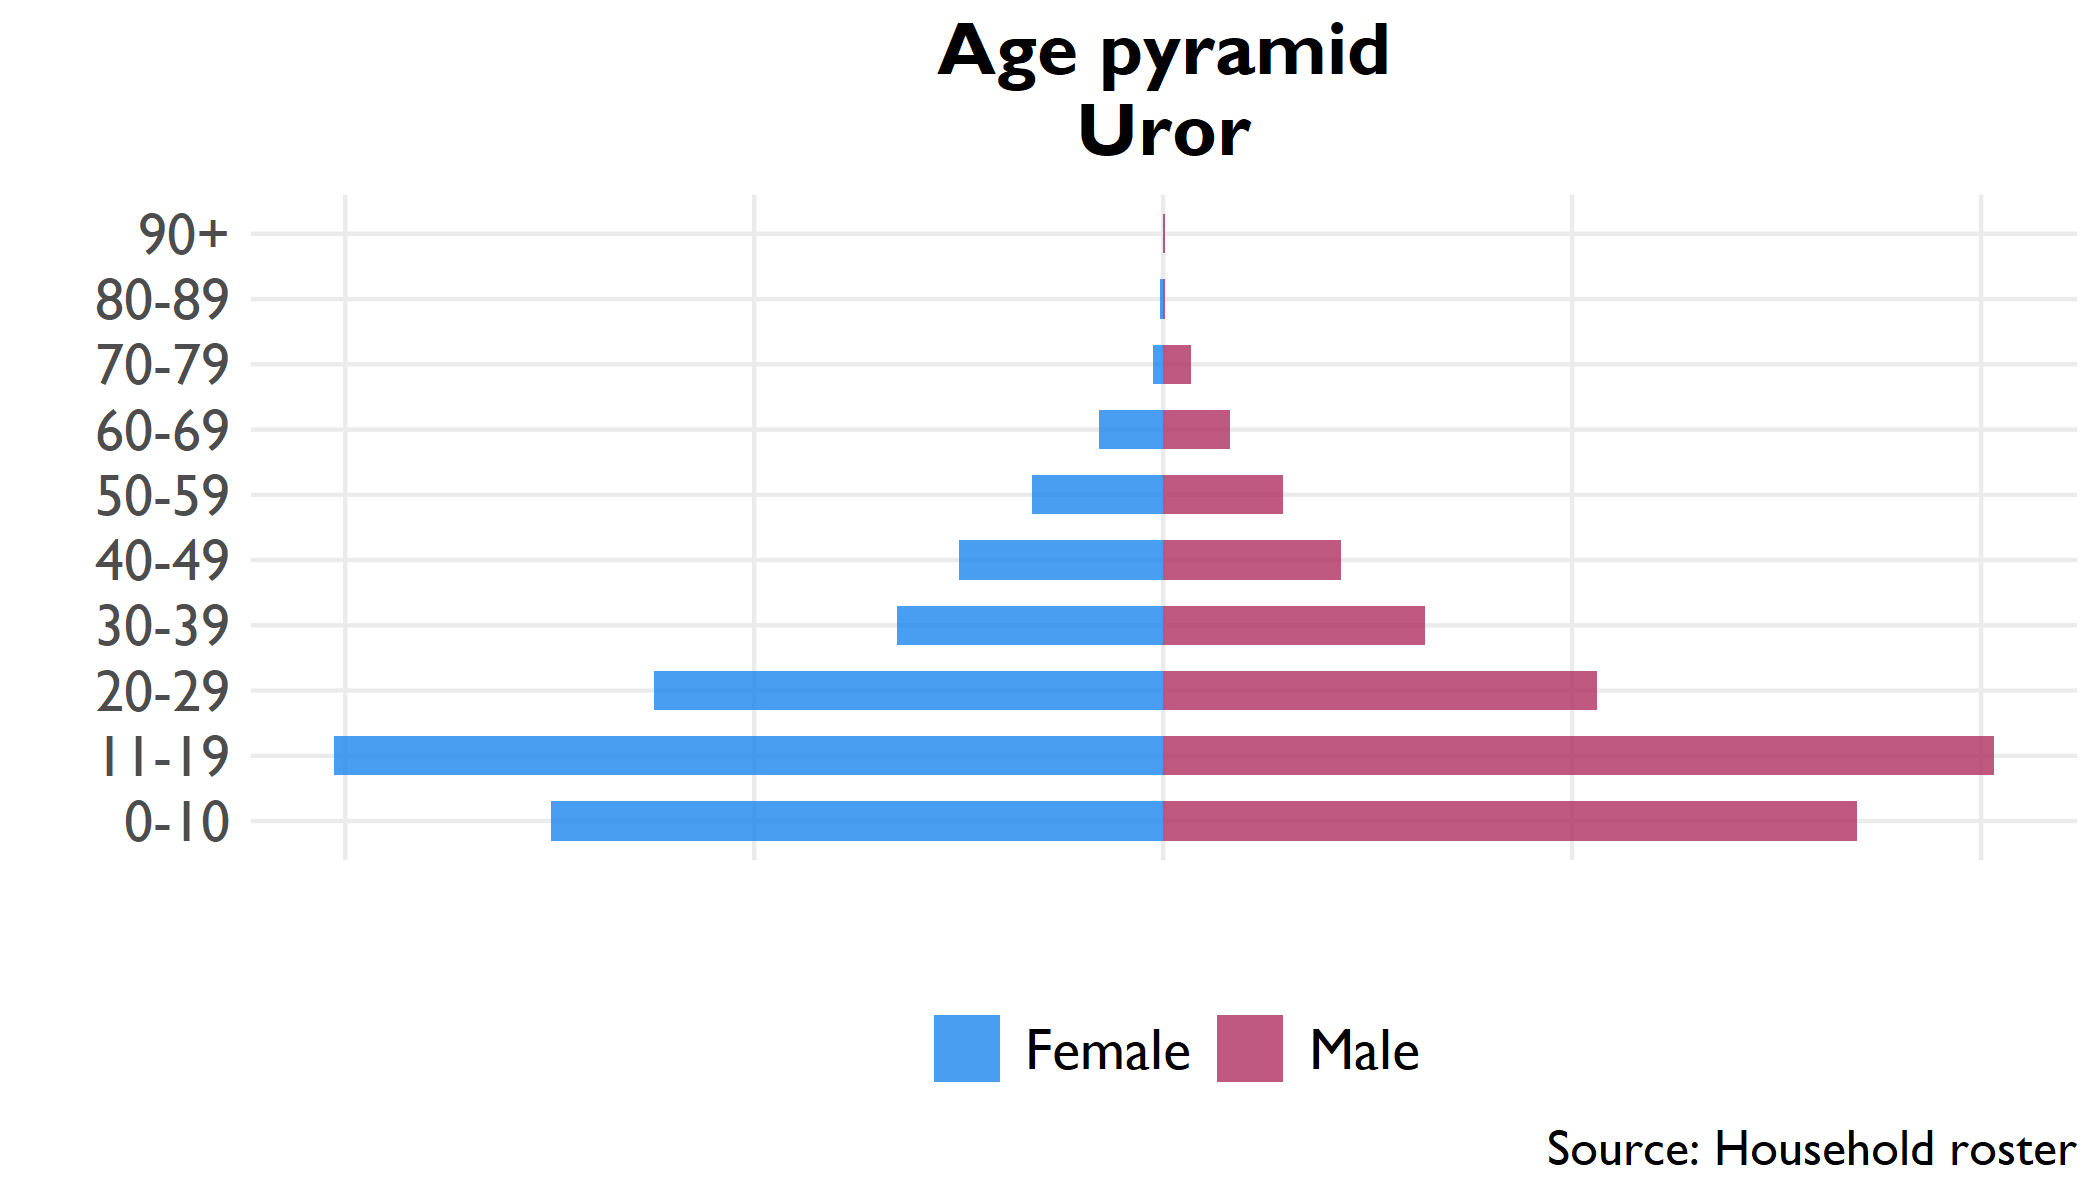 Age pyramid
Uror
90+
80-89
70-79
60-69
50-59
40-49
30-39
20-29
11-19
0-10
Female Male
Source: Household roster